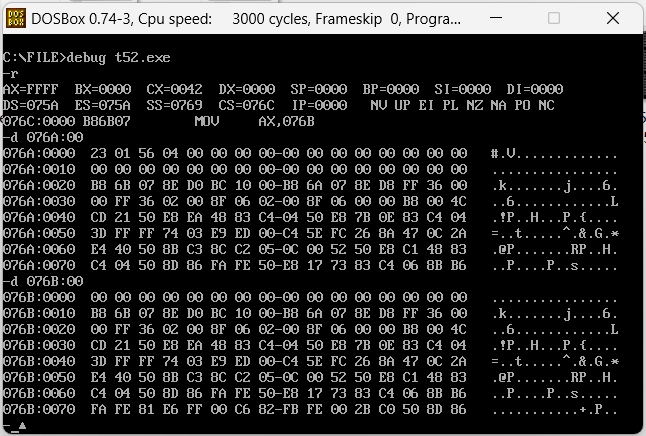 DOSBox 0.74-3, Cpu speed: 3000 cycles, Frameskip 0, Progra...
C:\FILE>debug t52.exe
-r
AX=FFFF BX=0000 CX=0042 DX=0000 SP=0000 BP=0000 SI=0000 DI=0000
DS=075A ES=075A SS=0769 CS=076C IP=0000 NV UP EI PL NZ NA PO NC
076C:0000 B86B07 MOV AX,076B
-d 076A:00
076A:0000 23 01 56 04 00 00 00 00-00 00 00 00 00 00 00 00 #.V.............
076A:0010 00 00 00 00 00 00 00 00-00 00 00 00 00 00 00 00 ................
076A:0020 B8 6B 07 8E D0 BC 10 00-B8 6A 07 8E D8 FF 36 00 .k.......j....6.
076A:0030 00 FF 36 02 00 8F 06 02-00 8F 06 00 00 B8 00 4C ..6............L
076A:0040 CD 21 50 E8 EA 48 83 C4-04 50 E8 7B 0E 83 C4 04 .!P..H...P.{....
076A:0050 3D FF FF 74 03 E9 ED 00-C4 5E FC 26 8A 47 0C 2A =..t.....^.&.G.*
076A:0060 E4 40 50 8B C3 8C C2 05-0C 00 52 50 E8 C1 48 83 .@P.......RP..H.
076A:0070 C4 04 50 8D 86 FA FE 50-E8 17 73 83 C4 06 8B B6 ..P....P..s.....
-d 076B:00
076B:0000 00 00 00 00 00 00 00 00-00 00 00 00 00 00 00 00 ................
076B:0010 B8 6B 07 8E D0 BC 10 00-B8 6A 07 8E D8 FF 36 00 .k.......j....6.
076B:0020 00 FF 36 02 00 8F 06 02-00 8F 06 00 00 B8 00 4C ..6............L
076B:0030 CD 21 50 E8 EA 48 83 C4-04 50 E8 7B 0E 83 C4 04 .!P..H...P.{....
076B:0040 3D FF FF 74 03 E9 ED 00-C4 5E FC 26 8A 47 0C 2A =..t.....^.&.G.*
076B:0050 E4 40 50 8B C3 8C C2 05-0C 00 52 50 E8 C1 48 83 .@P.......RP..H.
076B:0060 C4 04 50 8D 86 FA FE 50-E8 17 73 83 C4 06 8B B6 ..P....P..s.....
076B:0070 FA FE 81 E6 FF 00 C6 82-FB FE 00 2B C0 50 8D 86 ...........+.P..
-_